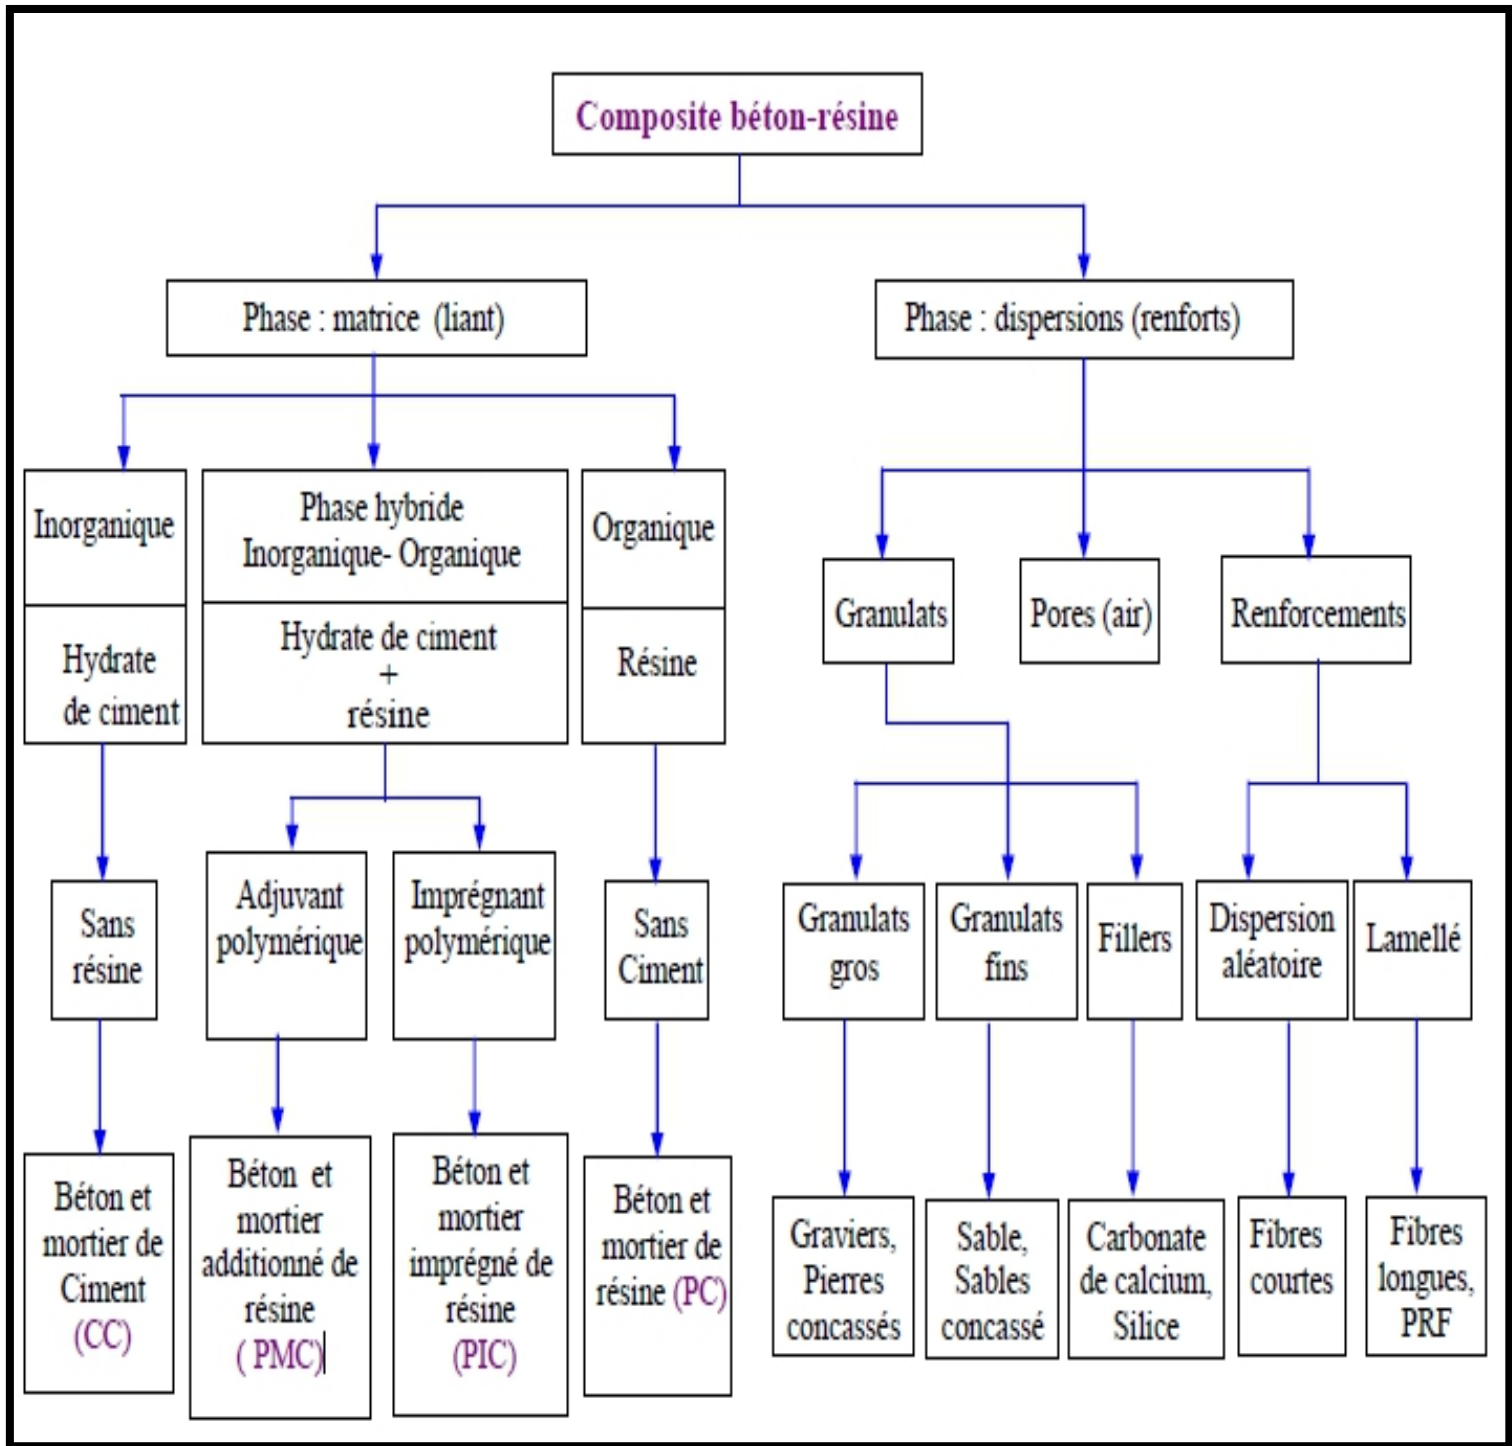 Composite béton-résine
Phase : matrice (liant)
Phase : dispersions (renforts)
Inorganique
Hydrate
de ciment
Phase hybride
Inorganique- Organique
Hydrate de ciment
+
résine
Organique
Résine
Granulats
Pores (air)
Renforcements
Sans
résine
Adjuvant
polymérique
Imprégnant
polymérique
Sans
Ciment
Granulats
gros
Granulats
fins
Fillers
Dispersion
aléatoire
Lamellé
Béton et
mortier de
Ciment
(CC)
Béton et
mortier
additionné de
résine
( PMC)
Béton et
mortier
imprégné de
résine
(PIC)
Béton et
mortier de
résine (PC)
Graviers,
Pierres
concassés
Sable,
Sables
concassé
Carbonate
de calcium,
Silice
Fibres
courtes
Fibres
longues,
PRF